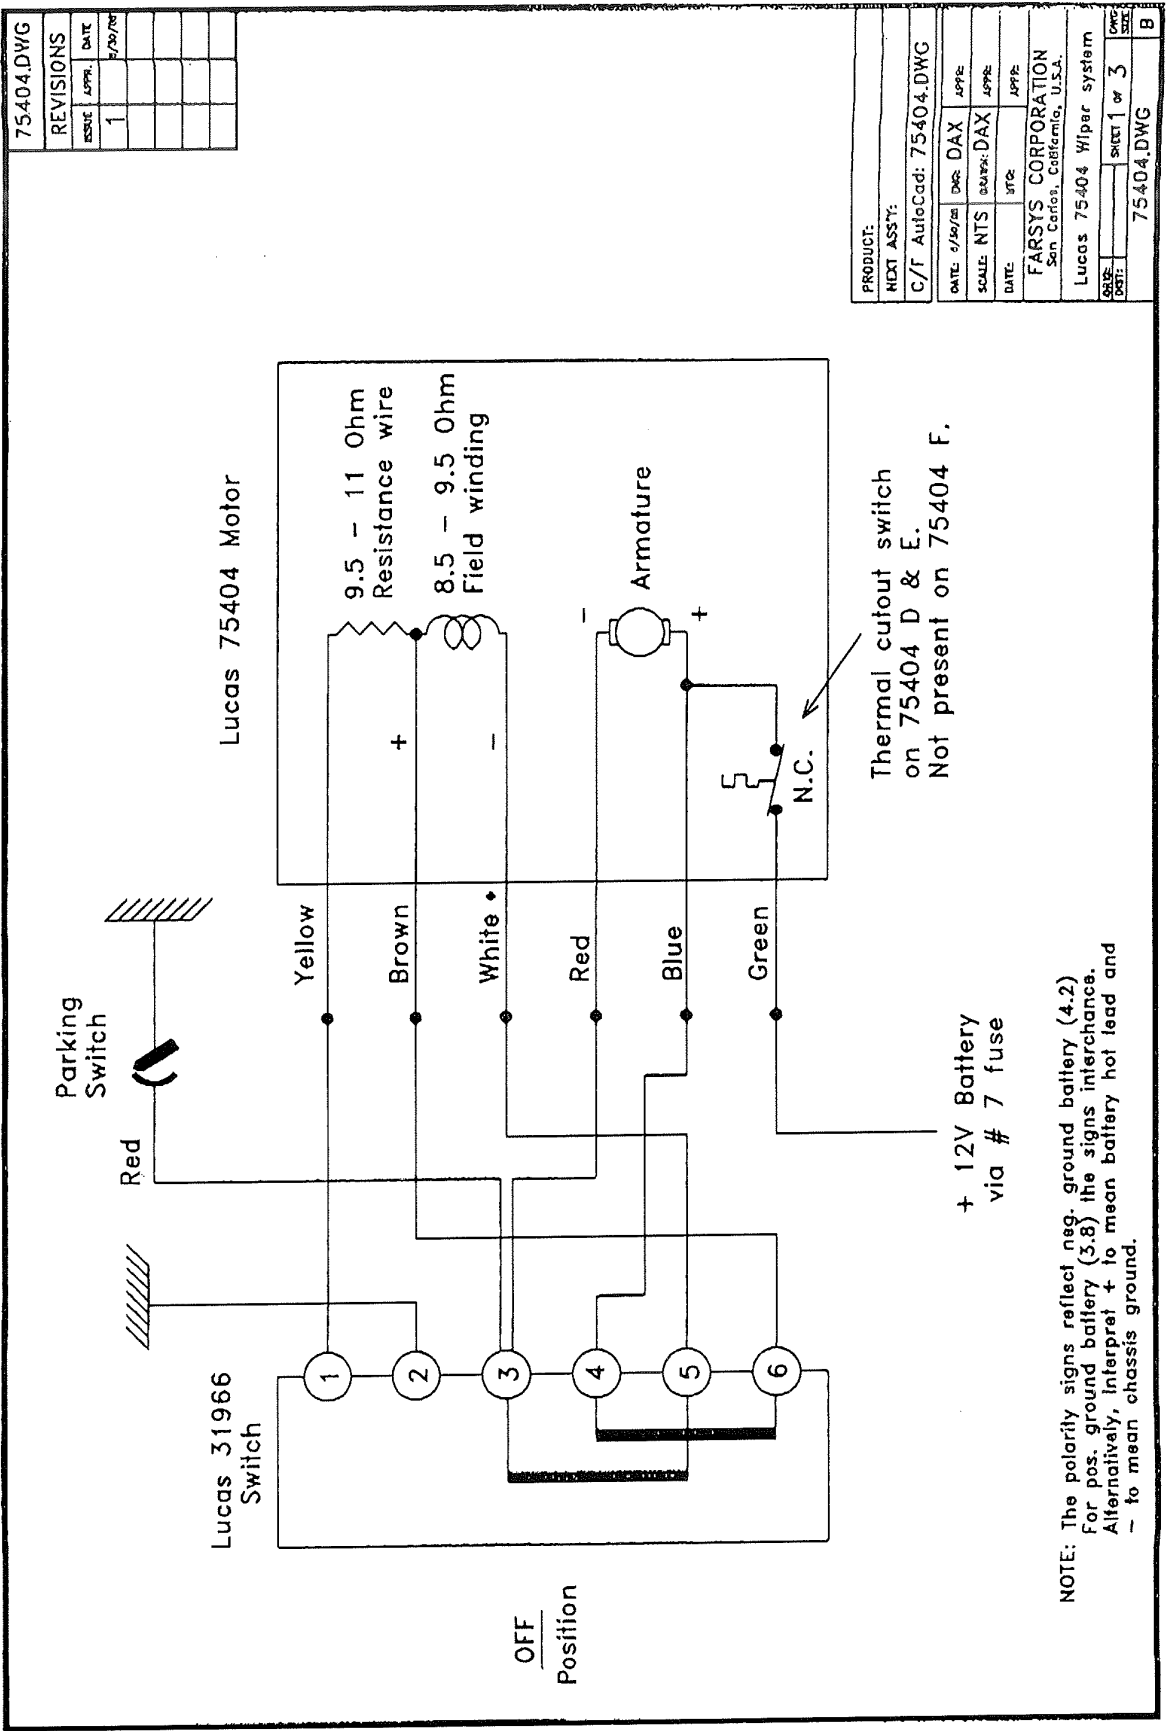 75404.DWG
REVISIONS
ISSUE APPR. DATE
1
Lucas 31966
Switch
OFF
Position
1
2
3
4
5
6
Red
Parking
Switch
Yellow
Brown
White
Red
Blue
Green
+ 12V Battery
via # 7 fuse
Lucas 75404 Motor
+
-
9.5 - 11 Ohm
Resistance wire
8.5 - 9.5 Ohm
Field winding
-
+
Armature
N.C.
Thermal cutout switch
on 75404 D & E.
Not present on 75404 F.
NOTE: The polarity signs reflect neg. ground battery (4.2)
For pos. ground battery (3.8) the signs interchance.
Alternatively, interpret + to mean battery hot lead and
- to mean chassis ground.
PRODUCT:
NEXT ASS'Y:
C/F AutoCad: 75404.DWG
DATE: DAX APPR:
SCALE: NTS DRAWN: DAX APPR:
DATE: APPR:
FARSYS CORPORATION
San Carlos, California, U.S.A.
Lucas 75404 Wiper system
SHEET 1 OF 3
DWG SIZE
DIST:
75404.DWG
B